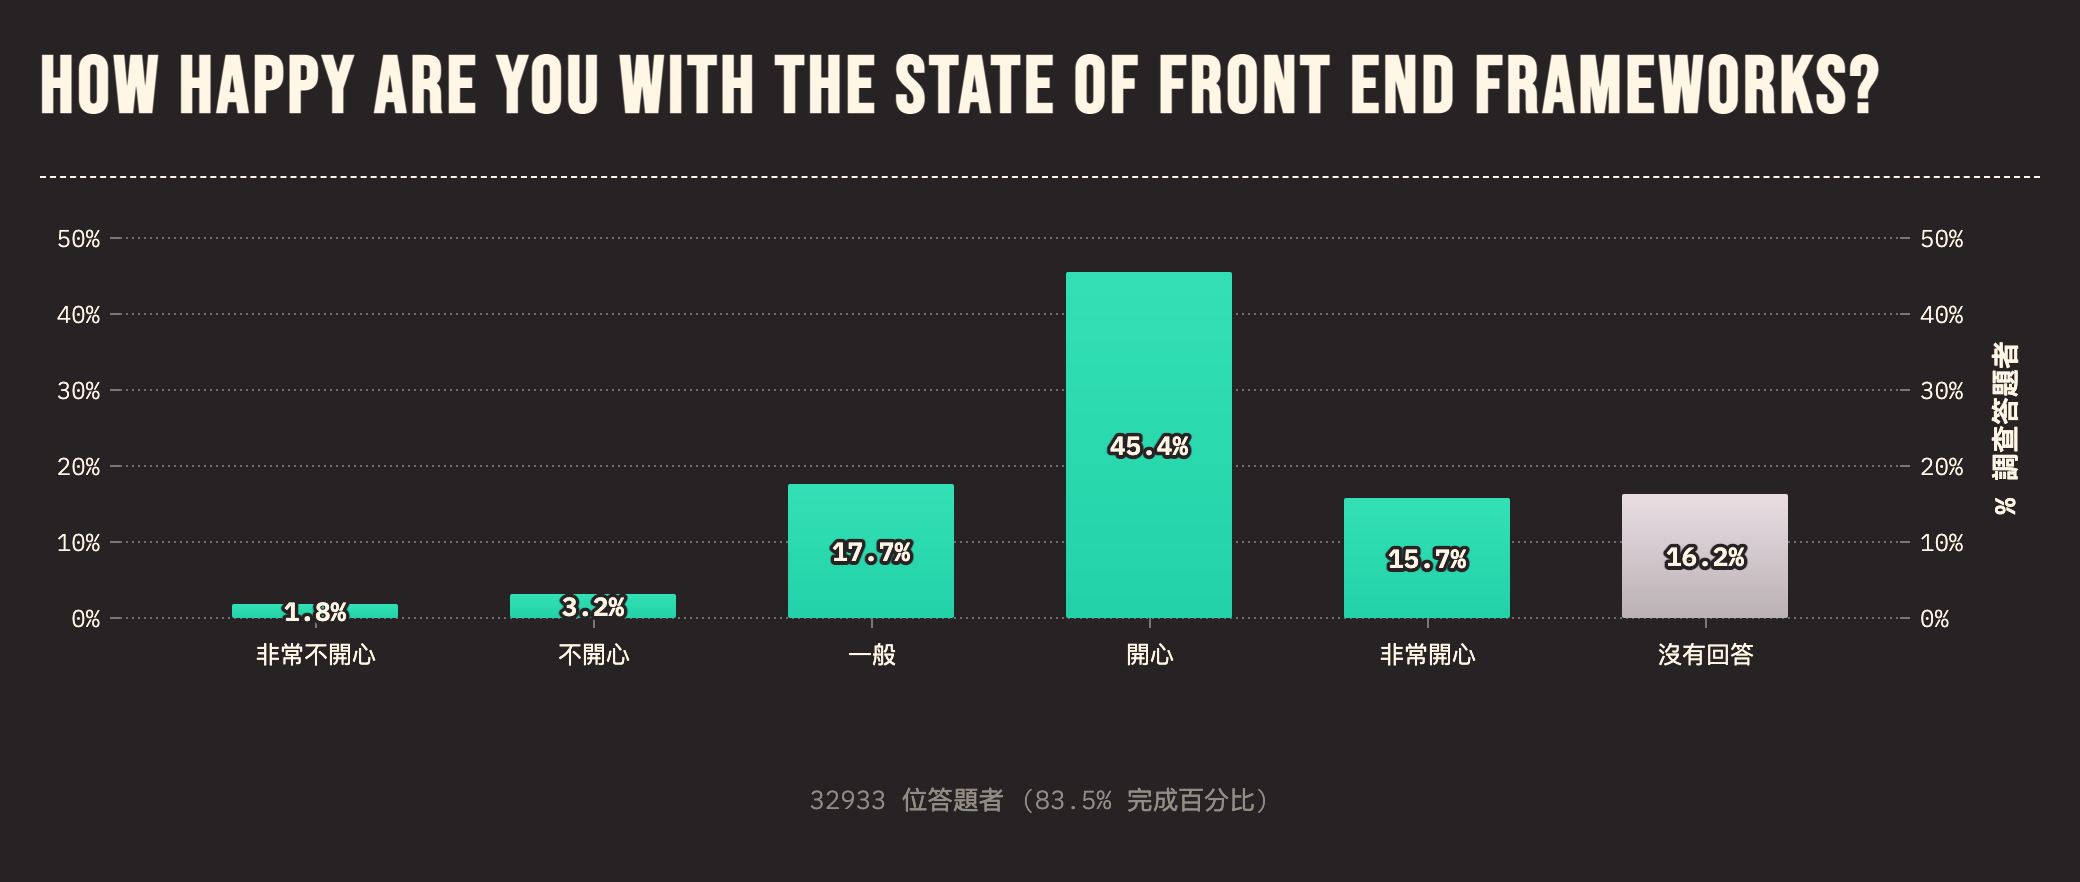 HOW HAPPY ARE YOU WITH THE STATE OF FRONT END FRAMEWORKS?
50% 50%
40% 40%
30% 30%
20% 20%
10% 10%
0% 0%
% 調查答題者
1.8% 3.2% 17.7% 45.4% 15.7% 16.2%
非常不開心 不開心 一般 開心 非常開心 沒有回答
32933 位答題者 (83.5% 完成百分比)